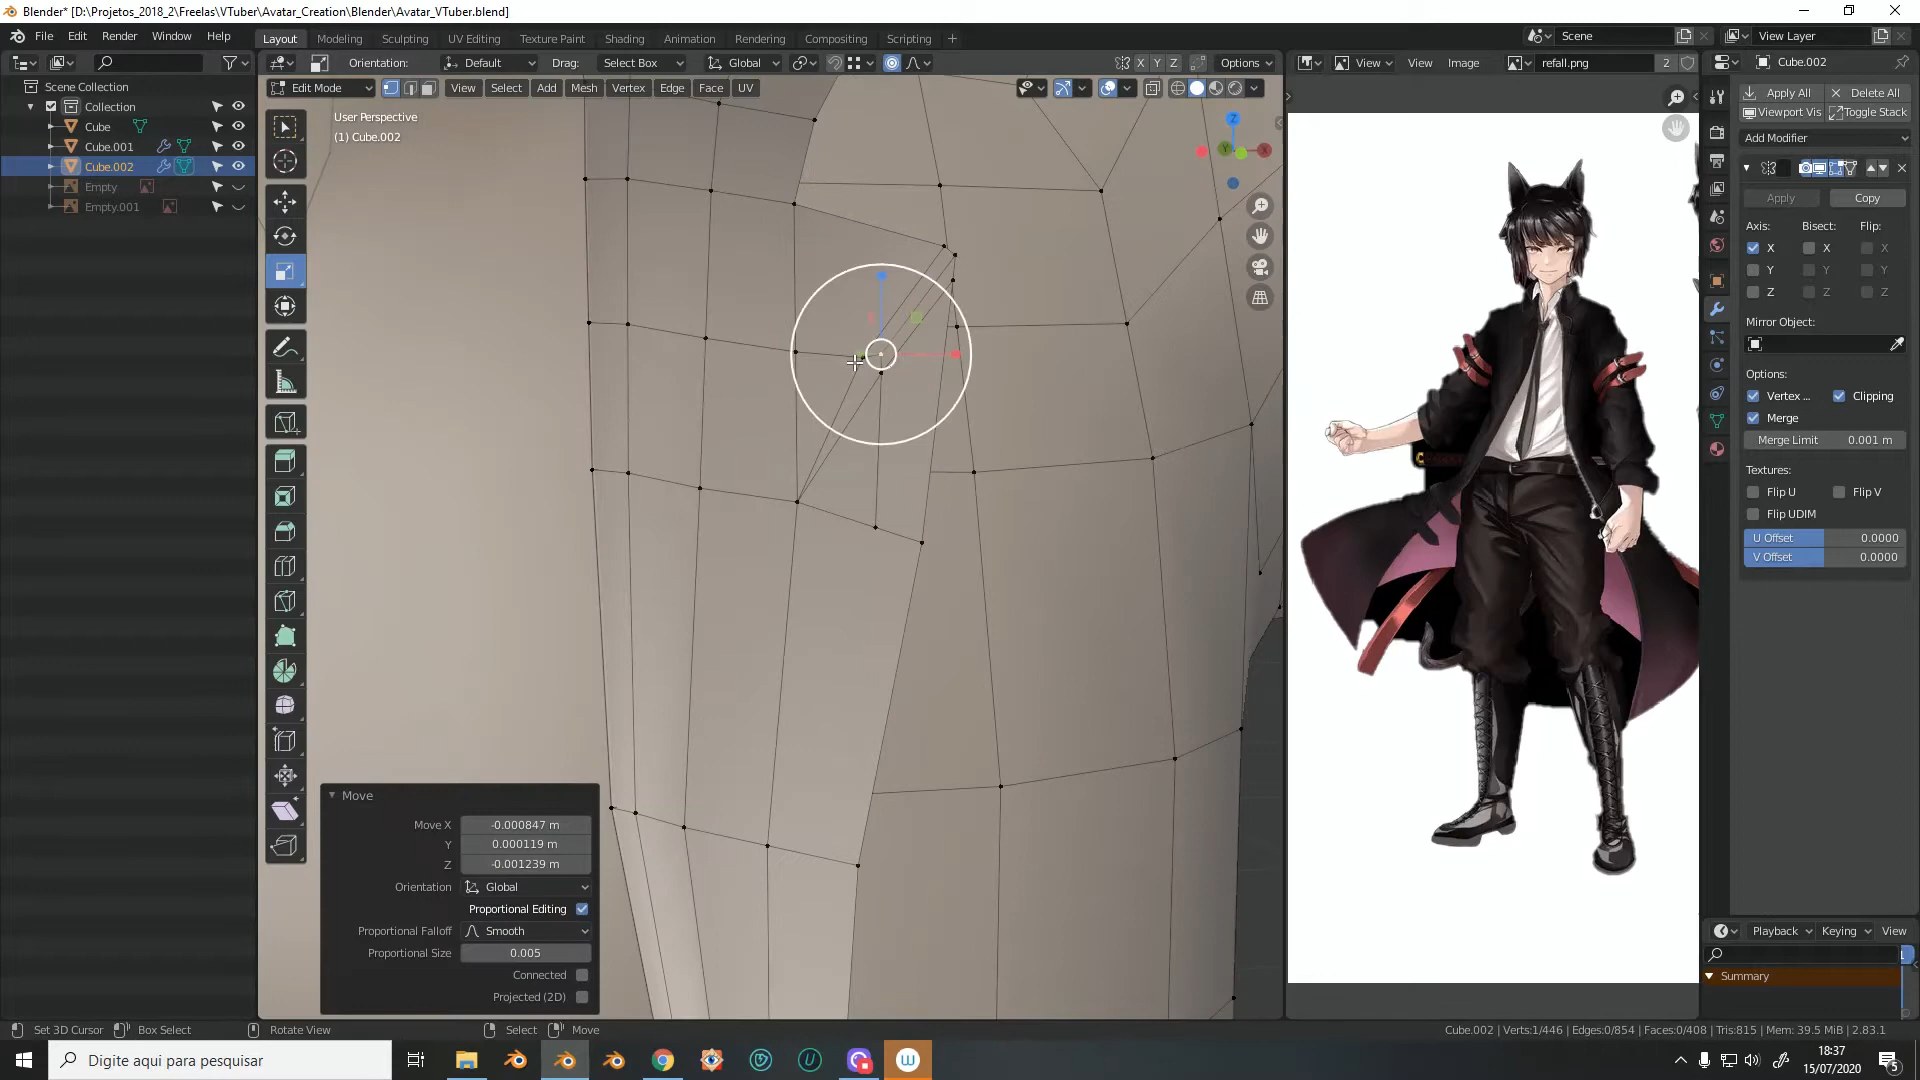 Blender* [D:\Projetos_2018_2\Freelas\VTuber\Avatar_Creation\Blender\Avatar_VTuber.blend]
File Edit Render Window Help
Layout Modeling Sculpting UV Editing Texture Paint Shading Animation Rendering Compositing Scripting
Scene
View Layer
Orientation: Default Drag: Select Box Global X Y Z Options
View View Image refall.png 2
Cube.002
Edit Mode View Select Add Mesh Vertex Edge Face UV
Scene Collection
Collection
Cube
Cube.001
Cube.002
Empty
Empty.001
User Perspective
(1) Cube.002
Z
Y
X
Apply All Delete All
Viewport Vis Toggle Stack
Add Modifier
Apply Copy
Axis: Bisect: Flip:
X X X
Y Y Y
Z Z Z
Mirror Object:
Options:
Vertex ... Clipping
Merge
Merge Limit 0.001 m
Textures:
Flip U Flip V
Flip UDIM
U Offset 0.0000
V Offset 0.0000
Move
Move X -0.000847 m
Y 0.000119 m
Z -0.001239 m
Orientation Global
Proportional Editing
Proportional Falloff Smooth
Proportional Size 0.005
Connected
Projected (2D)
Playback Keying View
1
Summary
Set 3D Cursor Box Select Rotate View Select Move
Cube.002 | Verts:1/446 | Edges:0/854 | Faces:0/408 | Tris:815 | Mem: 39.5 MiB | 2.83.1
Digite aqui para pesquisar
18:37
15/07/2020
5